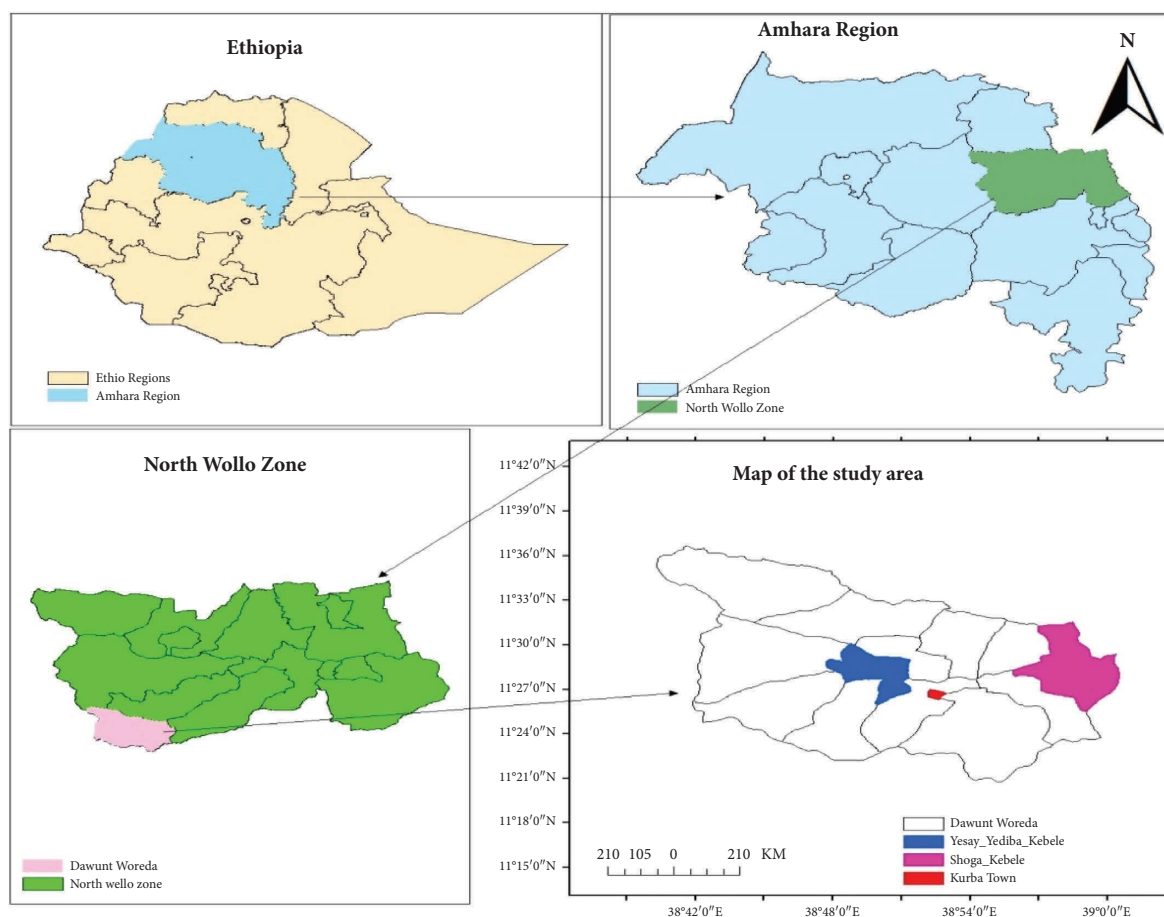 Ethiopia
Ethio Regions
Amhara Region
Amhara Region
N
Amhara Region
North Wollo Zone
North Wollo Zone
Dawunt Woreda
North wello zone
Map of the study area
11°42′0″N
11°39′0″N
11°36′0″N
11°33′0″N
11°30′0″N
11°27′0″N
11°24′0″N
11°21′0″N
11°18′0″N
11°15′0″N
210 105 0 210 KM
Dawunt Woreda
Yesay_Yediba_Kebele
Shoga_Kebele
Kurba Town
38°42′0″E 38°48′0″E 38°54′0″E 39°0′0″E